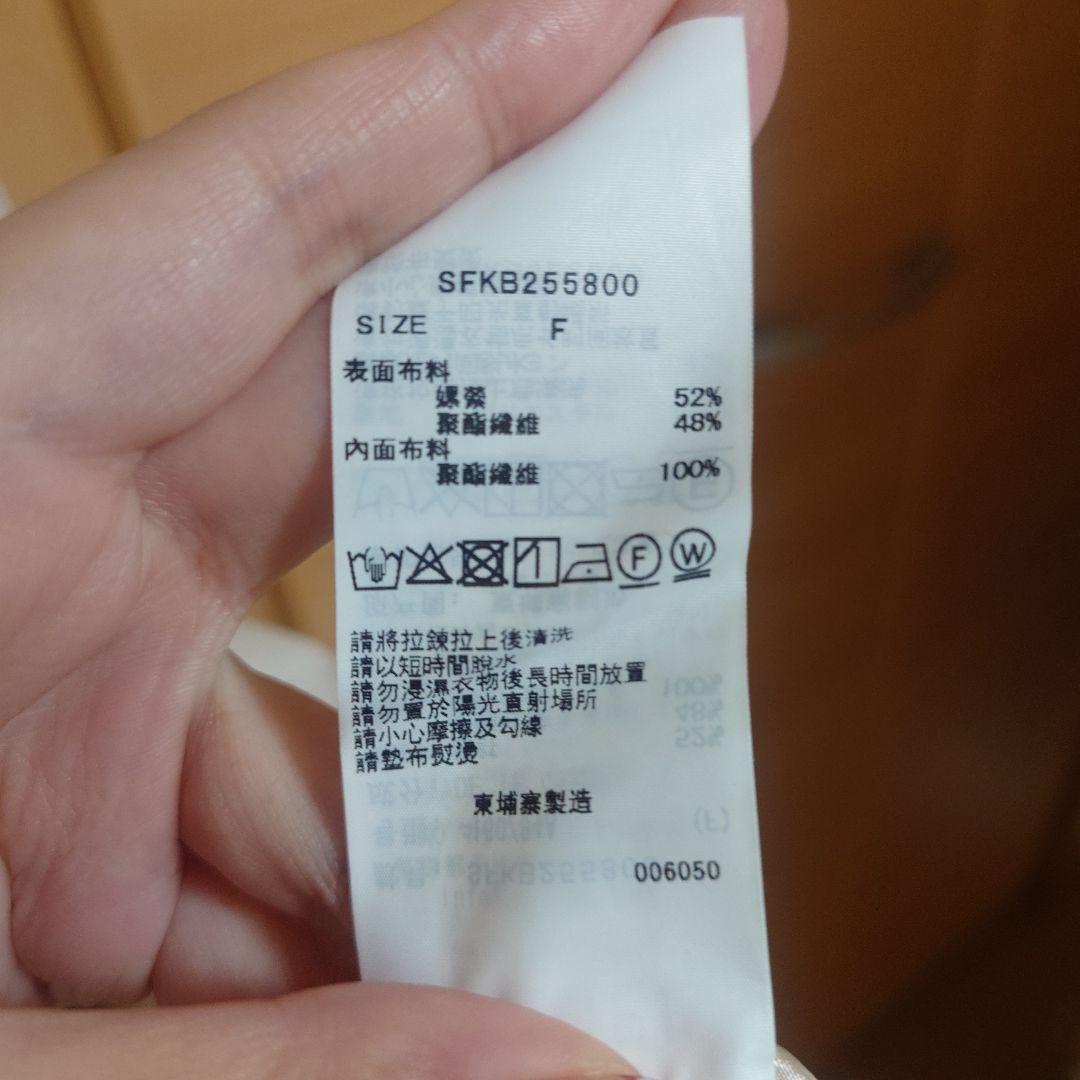 SFKB255800
SIZE F
表面布料
嫘縈 52%
聚酯纖維 48%
內面布料
聚酯纖維 100%
F W
請將拉鍊拉上後清洗
請以短時間脫水
請勿浸濕衣物後長時間放置
請勿置於陽光直射場所
請小心摩擦及勾線
請墊布熨燙
柬埔寨製造
006050